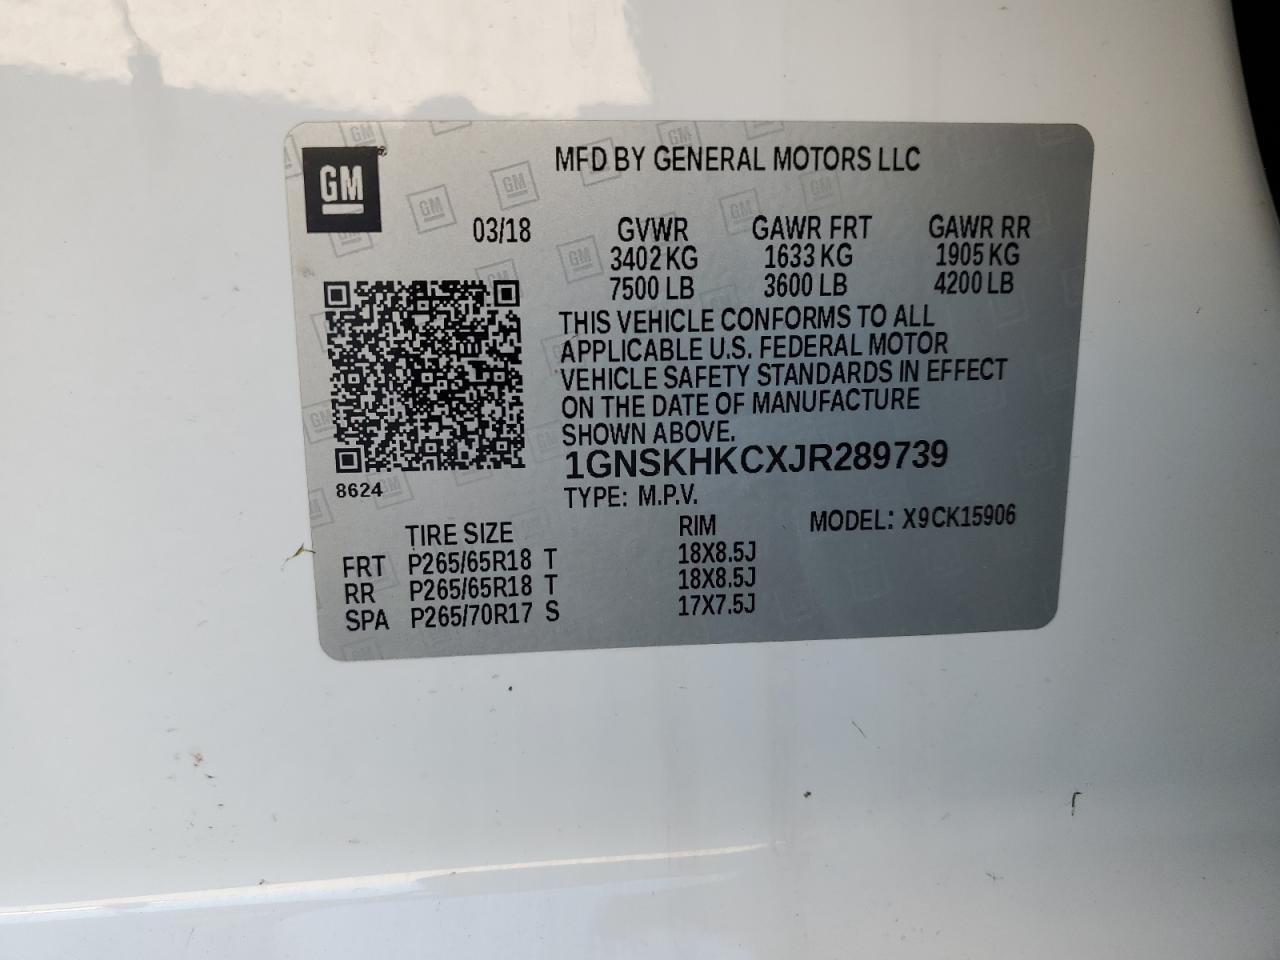 GM
MFD BY GENERAL MOTORS LLC
03/18 GVWR GAWR FRT GAWR RR
3402 KG 1633 KG 1905 KG
7500 LB 3600 LB 4200 LB
THIS VEHICLE CONFORMS TO ALL
APPLICABLE U.S. FEDERAL MOTOR
VEHICLE SAFETY STANDARDS IN EFFECT
ON THE DATE OF MANUFACTURE
SHOWN ABOVE.
1GNSKHKCXJR289739
8624
TYPE: M.P.V.
TIRE SIZE RIM MODEL: X9CK15906
FRT P265/65R18 T 18X8.5J
RR P265/65R18 T 18X8.5J
SPA P265/70R17 S 17X7.5J